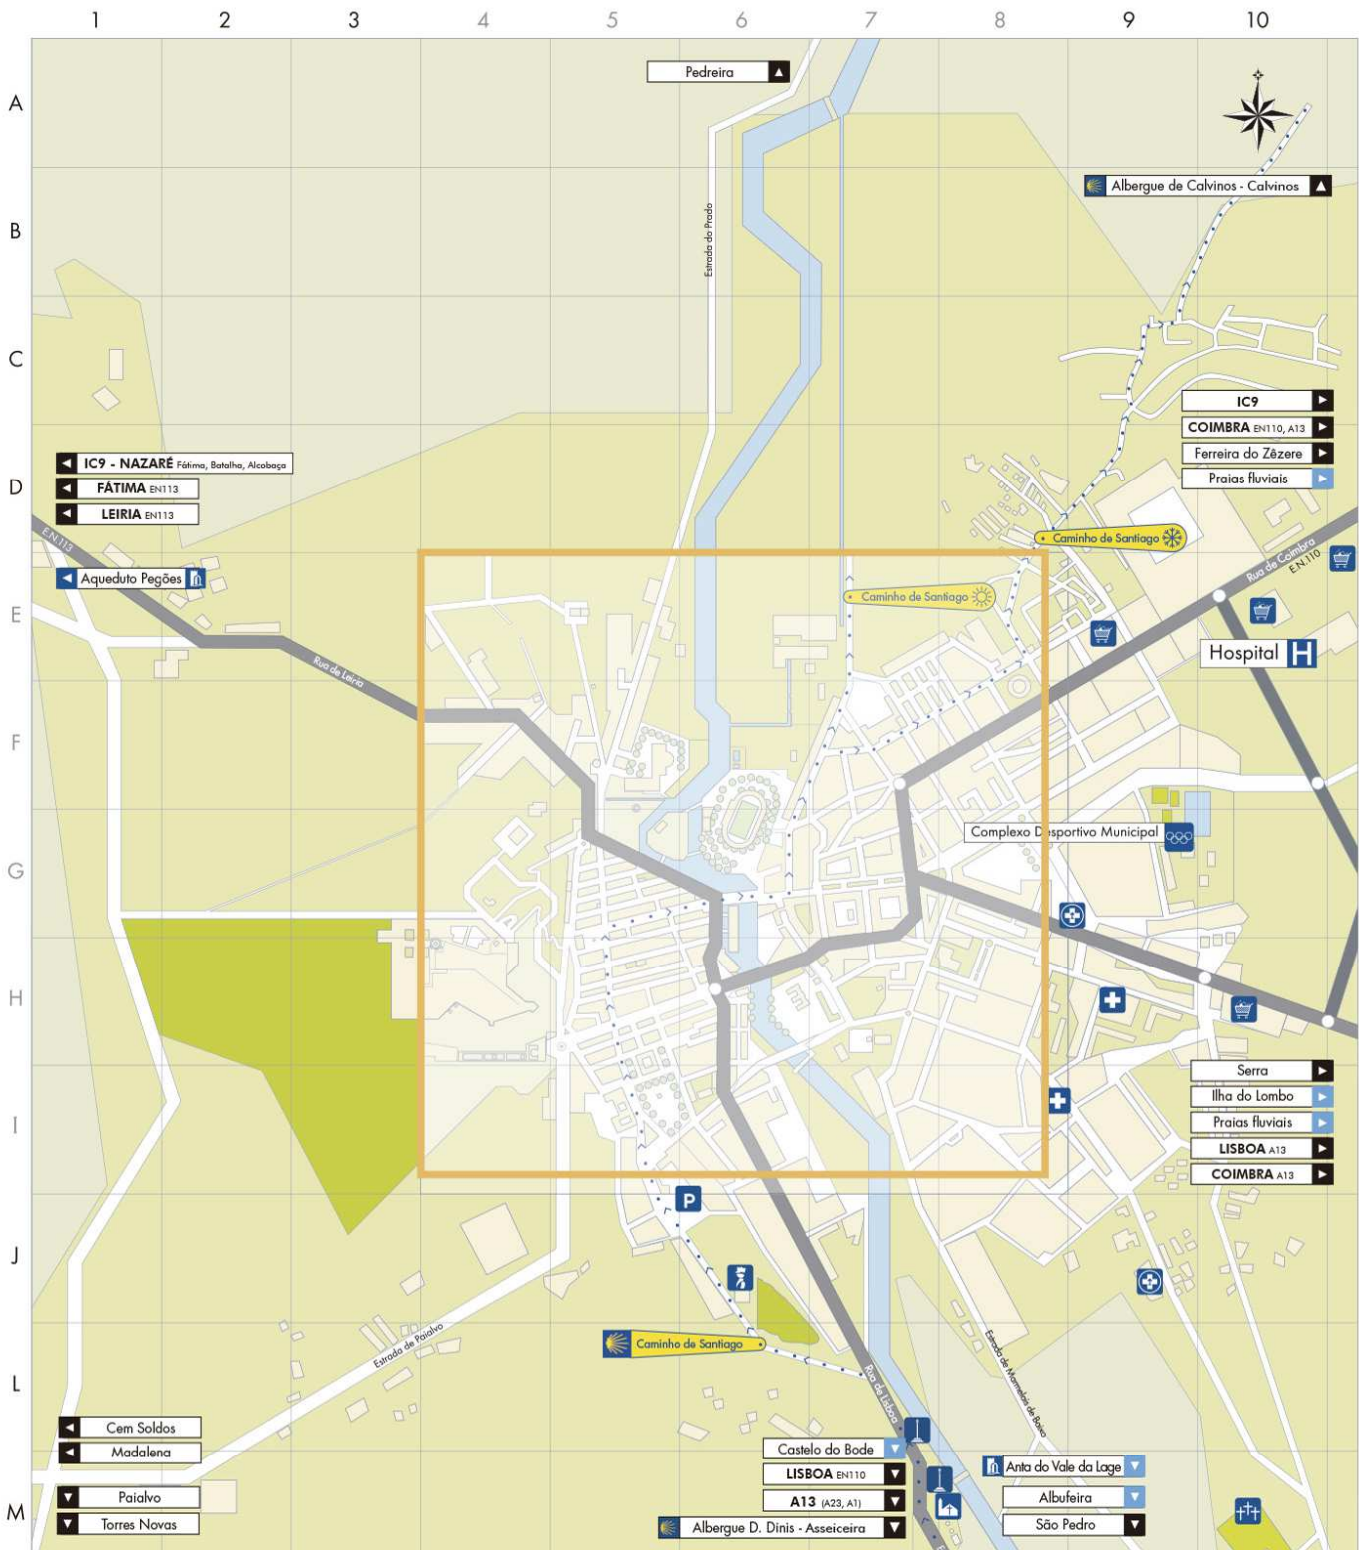 1 2 3 4 5 6 7 8 9 10
A
Pedreira
Albergue de Calvinos - Calvinos
B
Estrada do Prado
C
IC9
COIMBRA EN110, A13
Ferreira do Zêzere
Praias fluviais
D
IC9 - NAZARÉ Fátima, Batalha, Alcobaça
FÁTIMA EN113
LEIRIA EN113
E.N.113
Caminho de Santiago
Rua de Coimbra
E.N.110
Aqueduto Pegões
Caminho de Santiago
E
Hospital H
Rua de Leiria
F
Complexo Desportivo Municipal
G
H
Serra
Ilha do Lombo
Praias fluviais
LISBOA A13
COIMBRA A13
I
P
J
Caminho de Santiago
Estrada de Paialvo
Estrada de Marmelais de Baixo
Rua de Lisboa
L
Cem Soldos
Madalena
Castelo do Bode
LISBOA EN110
A13 (A23, A1)
Albergue D. Dinis - Asseiceira
Anta do Vale da Lage
Albufeira
São Pedro
M
Paialvo
Torres Novas